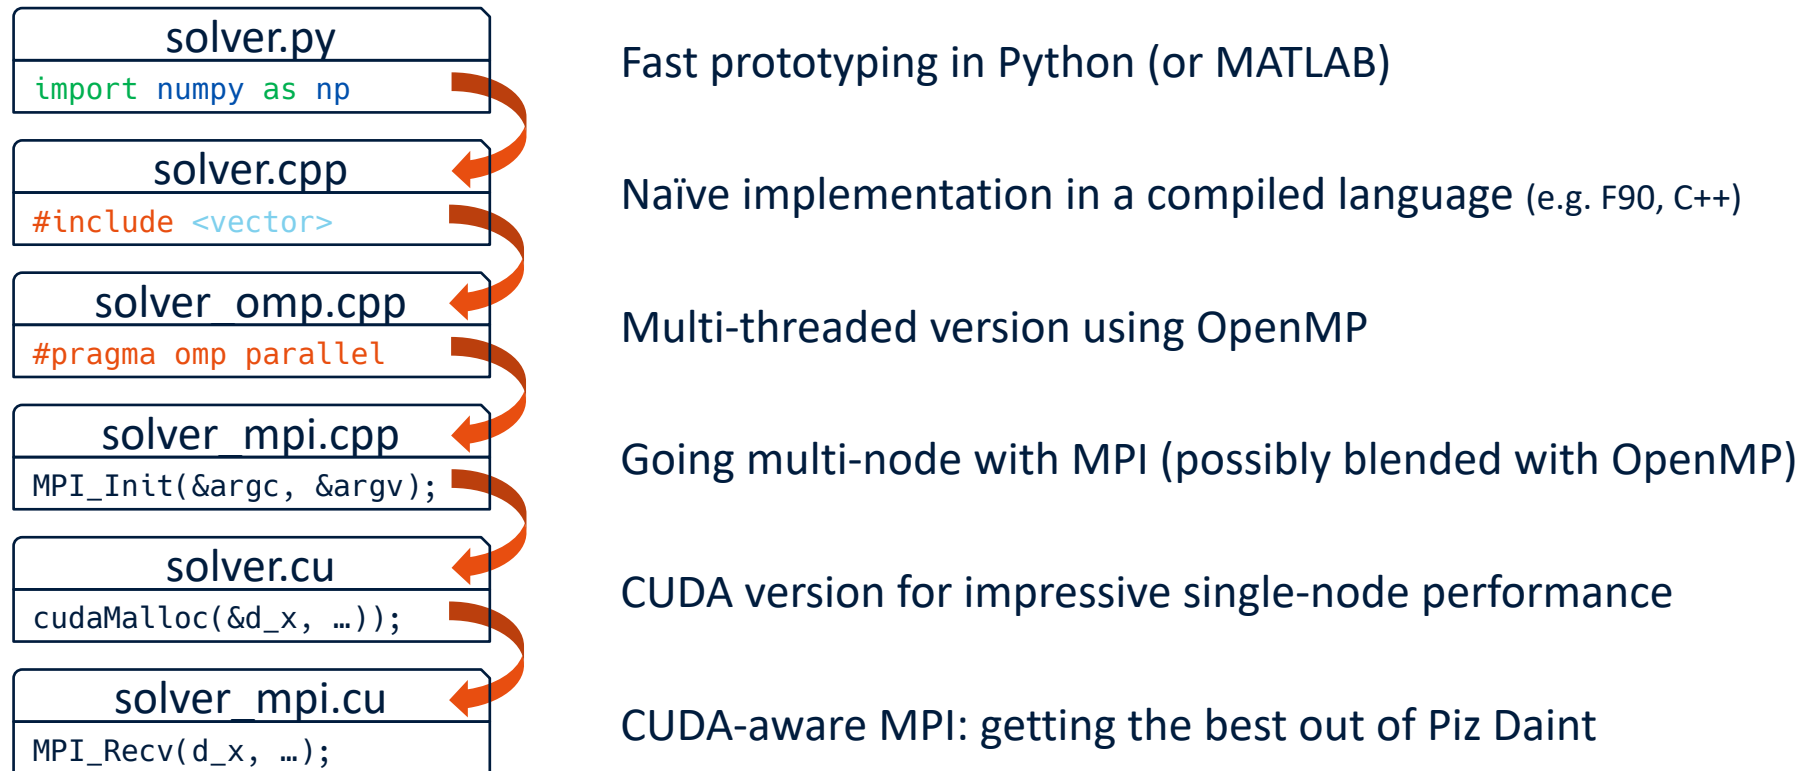 solver.py
import numpy as np
Fast prototyping in Python (or MATLAB)
solver.cpp
#include <vector>
Naïve implementation in a compiled language (e.g. F90, C++)
solver_omp.cpp
#pragma omp parallel
Multi-threaded version using OpenMP
solver_mpi.cpp
MPI_Init(&argc, &argv);
Going multi-node with MPI (possibly blended with OpenMP)
solver.cu
cudaMalloc(&d_x, …));
CUDA version for impressive single-node performance
solver_mpi.cu
MPI_Recv(d_x, …);
CUDA-aware MPI: getting the best out of Piz Daint